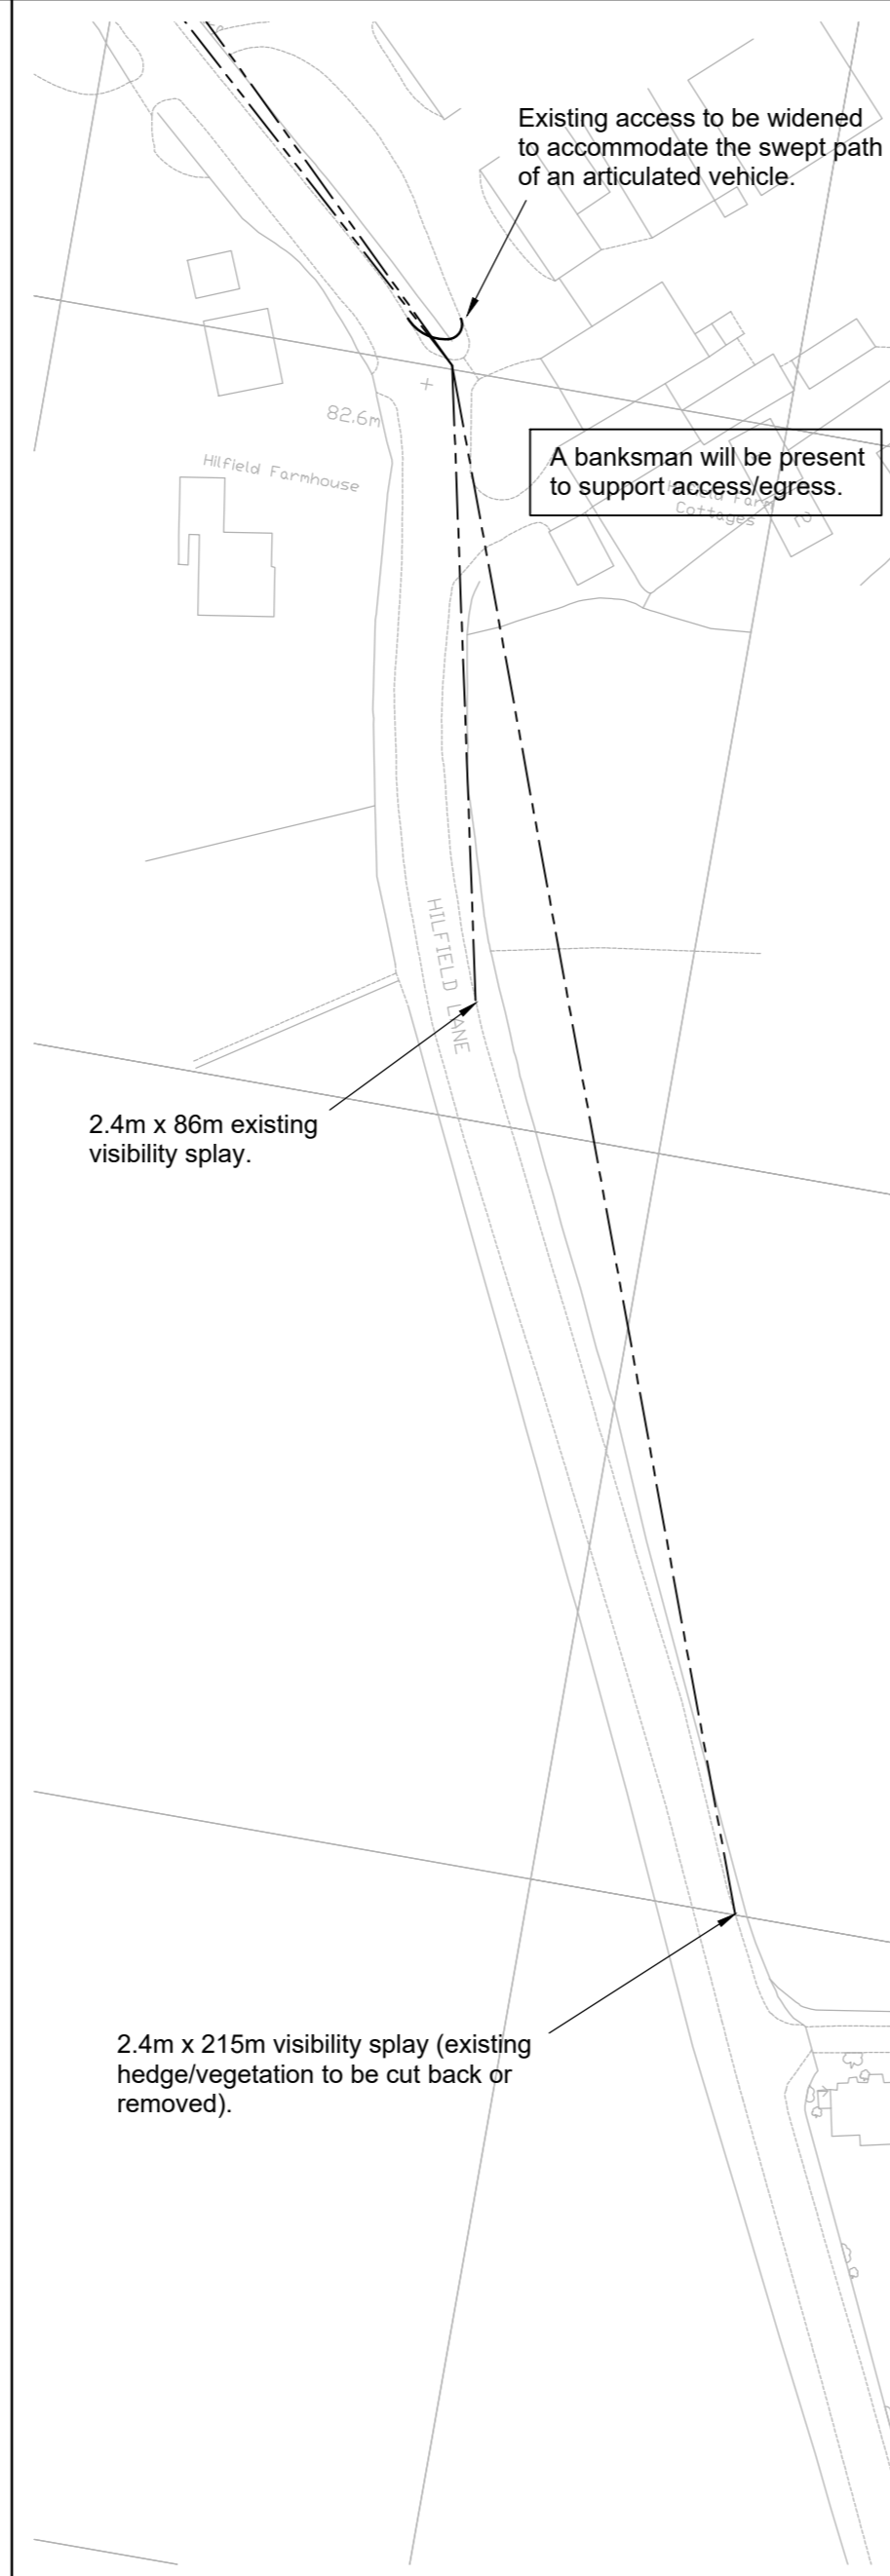 Existing access to be widened
to accommodate the swept path
of an articulated vehicle.
82.6m
Hilfield Farmhouse
A banksman will be present
to support access/egress.
Cottages
HILFIELD LANE
2.4m x 86m existing
visibility splay.
2.4m x 215m visibility splay (existing
hedge/vegetation to be cut back or
removed).